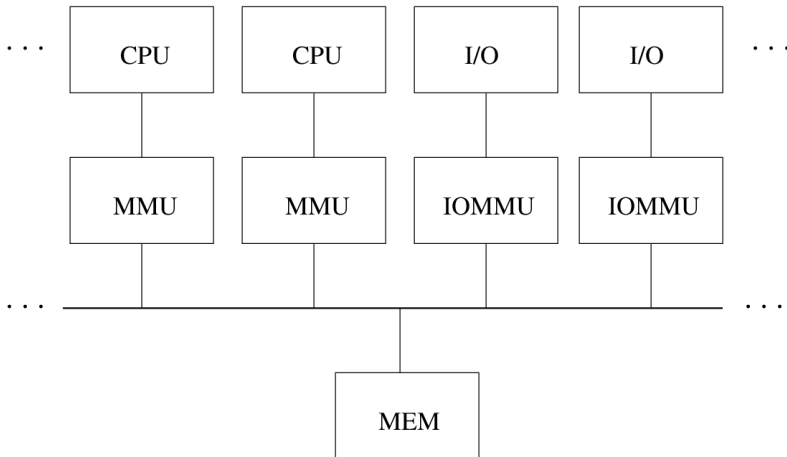 ... CPU CPU I/O I/O ...
MMU MMU IOMMU IOMMU
... ...
MEM